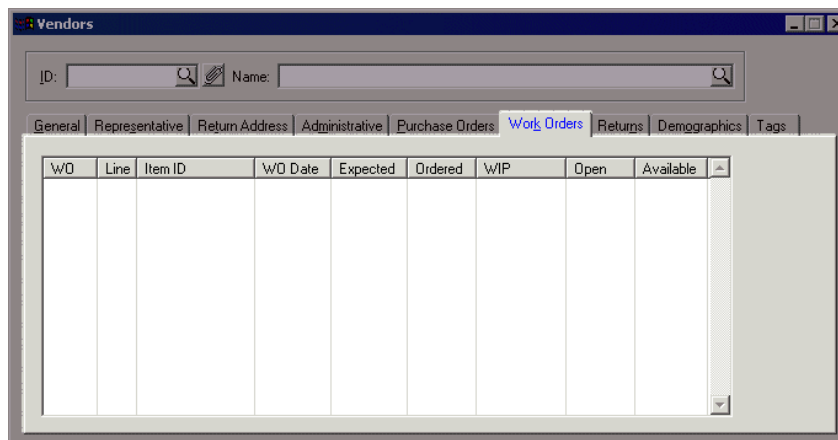 Vendors
ID: Name:
General Representative Return Address Administrative Purchase Orders Work Orders Returns Demographics Tags
WO Line Item ID WO Date Expected Ordered WIP Open Available